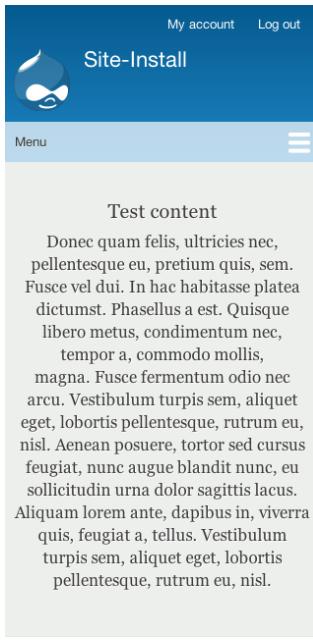 My account Log out
Site-Install
Menu
Test content
Donec quam felis, ultricies nec,
pellentesque eu, pretium quis, sem.
Fusce vel dui. In hac habitasse platea
dictumst. Phasellus a est. Quisque
libero metus, condimentum nec,
tempor a, commodo mollis,
magna. Fusce fermentum odio nec
arcu. Vestibulum turpis sem, aliquet
eget, lobortis pellentesque, rutrum eu,
nisl. Aenean posuere, tortor sed cursus
feugiat, nunc augue blandit nunc, eu
sollicitudin urna dolor sagittis lacus.
Aliquam lorem ante, dapibus in, viverra
quis, feugiat a, tellus. Vestibulum
turpis sem, aliquet eget, lobortis
pellentesque, rutrum eu, nisl.